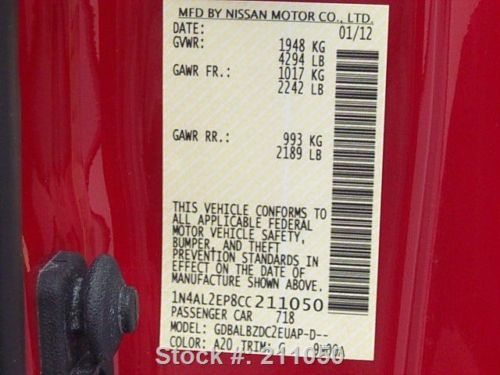 MFD BY NISSAN MOTOR CO., LTD.
DATE: 01/12
GVWR: 1948 KG
4294 LB
GAWR FR.: 1017 KG
2242 LB
GAWR RR.: 993 KG
2189 LB
THIS VEHICLE CONFORMS TO
ALL APPLICABLE FEDERAL
MOTOR VEHICLE SAFETY,
BUMPER, AND THEFT
PREVENTION STANDARDS IN
EFFECT ON THE DATE OF
MANUFACTURE SHOWN ABOVE.
1N4AL2EP8CC211050
PASSENGER CAR 718
MODEL: GDBALBZDC2EUAP-D--
COLOR: A20 TRIM: G
Stock #: 211050